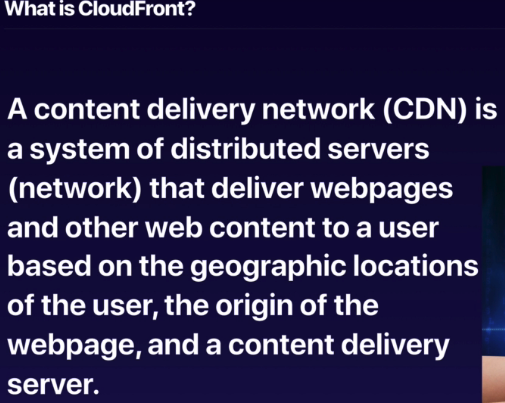 What is CloudFront?
A content delivery network (CDN) is
a system of distributed servers
(network) that deliver webpages
and other web content to a user
based on the geographic locations
of the user, the origin of the
webpage, and a content delivery
server.